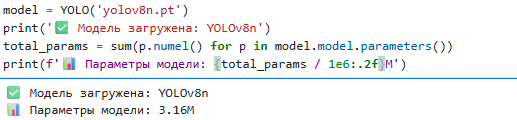 model = YOLO('yolov8n.pt')
print('✅ Модель загружена: YOLOv8n')
total_params = sum(p.numel() for p in model.model.parameters())
print(f'📊 Параметры модели: {total_params / 1e6:.2f}M')
✅ Модель загружена: YOLOv8n
📊 Параметры модели: 3.16M